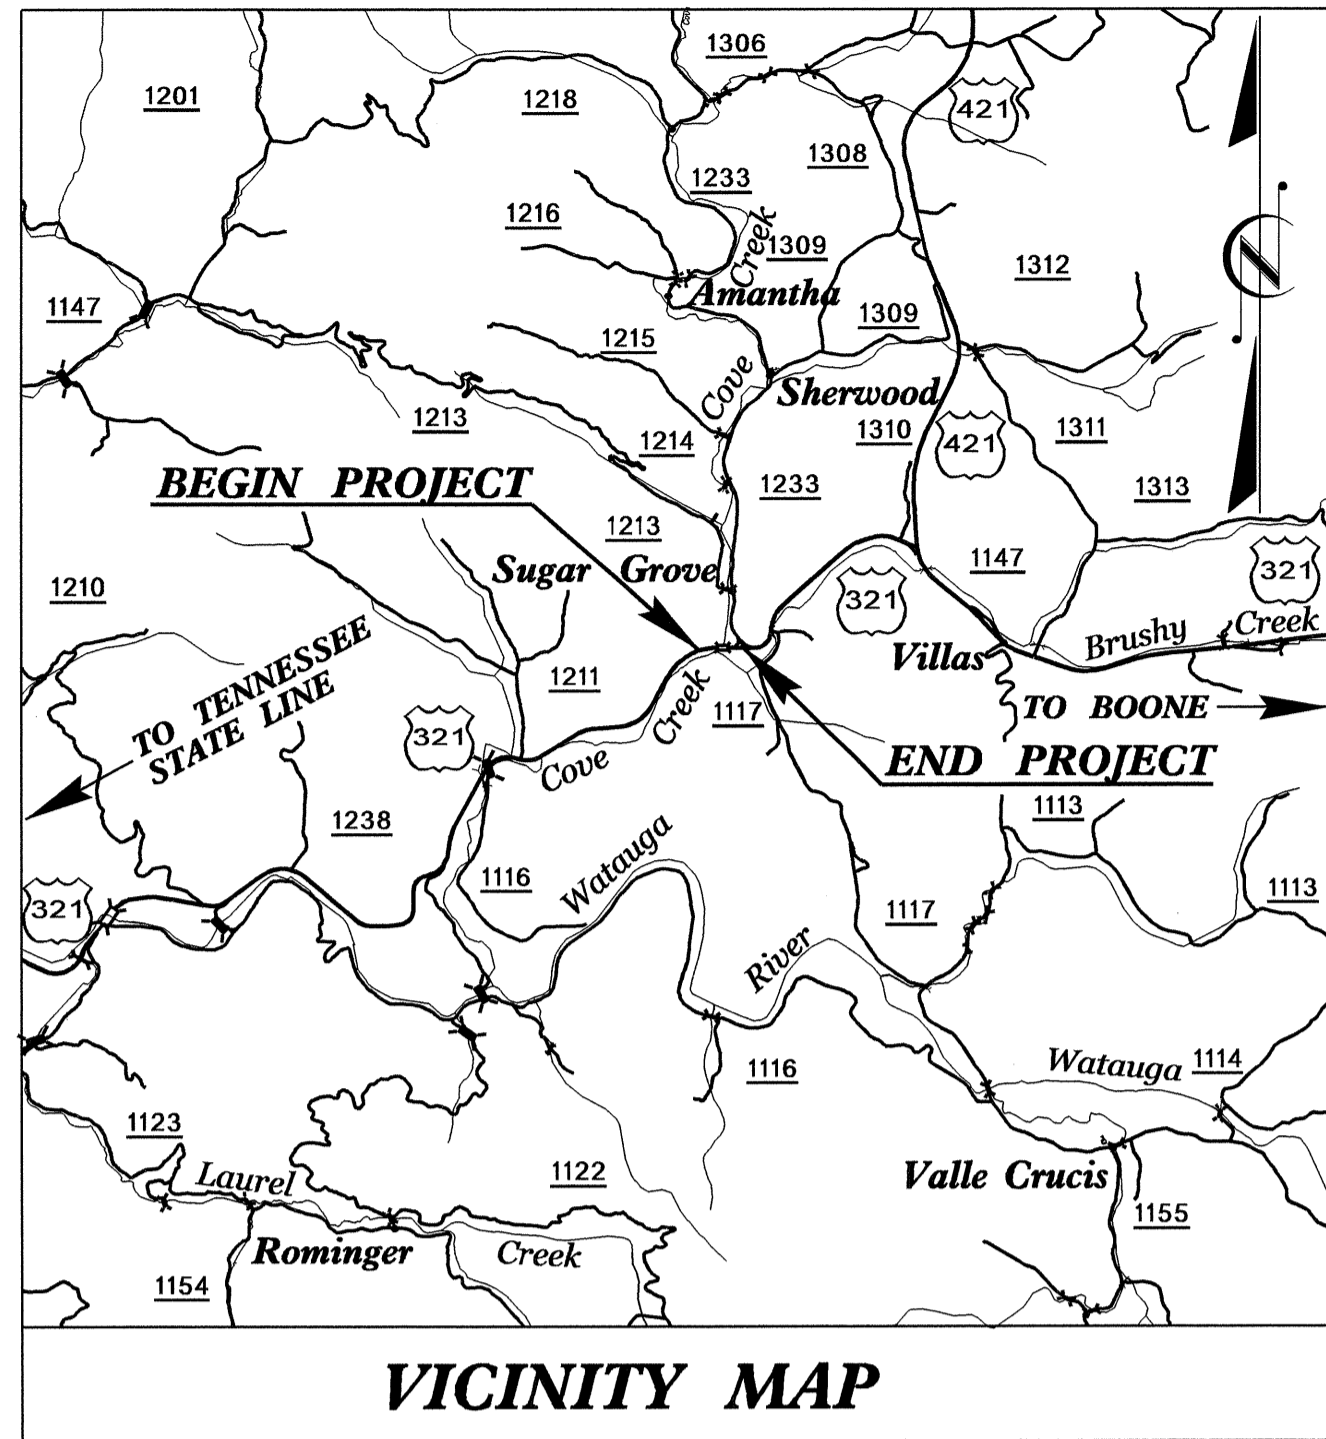 Cove
1306
1201
1218
421
1308
1233
1216
Creek
1309
1312
Amantha
1147
1309
1215
Cove
Sherwood
1213
1214
1310
421
1311
BEGIN PROJECT
1233
1313
1213
Sugar Grove
1147
321
1210
321
Brushy Creek
Villas
TO TENNESSEE
STATE LINE
1211
Creek
1117
TO BOONE
321
Cove
END PROJECT
1238
1113
Watauga
1116
1113
321
1117
River
1116
Watauga
1114
1123
Laurel
1122
Valle Crucis
1155
Rominger
Creek
1154
N
VICINITY MAP